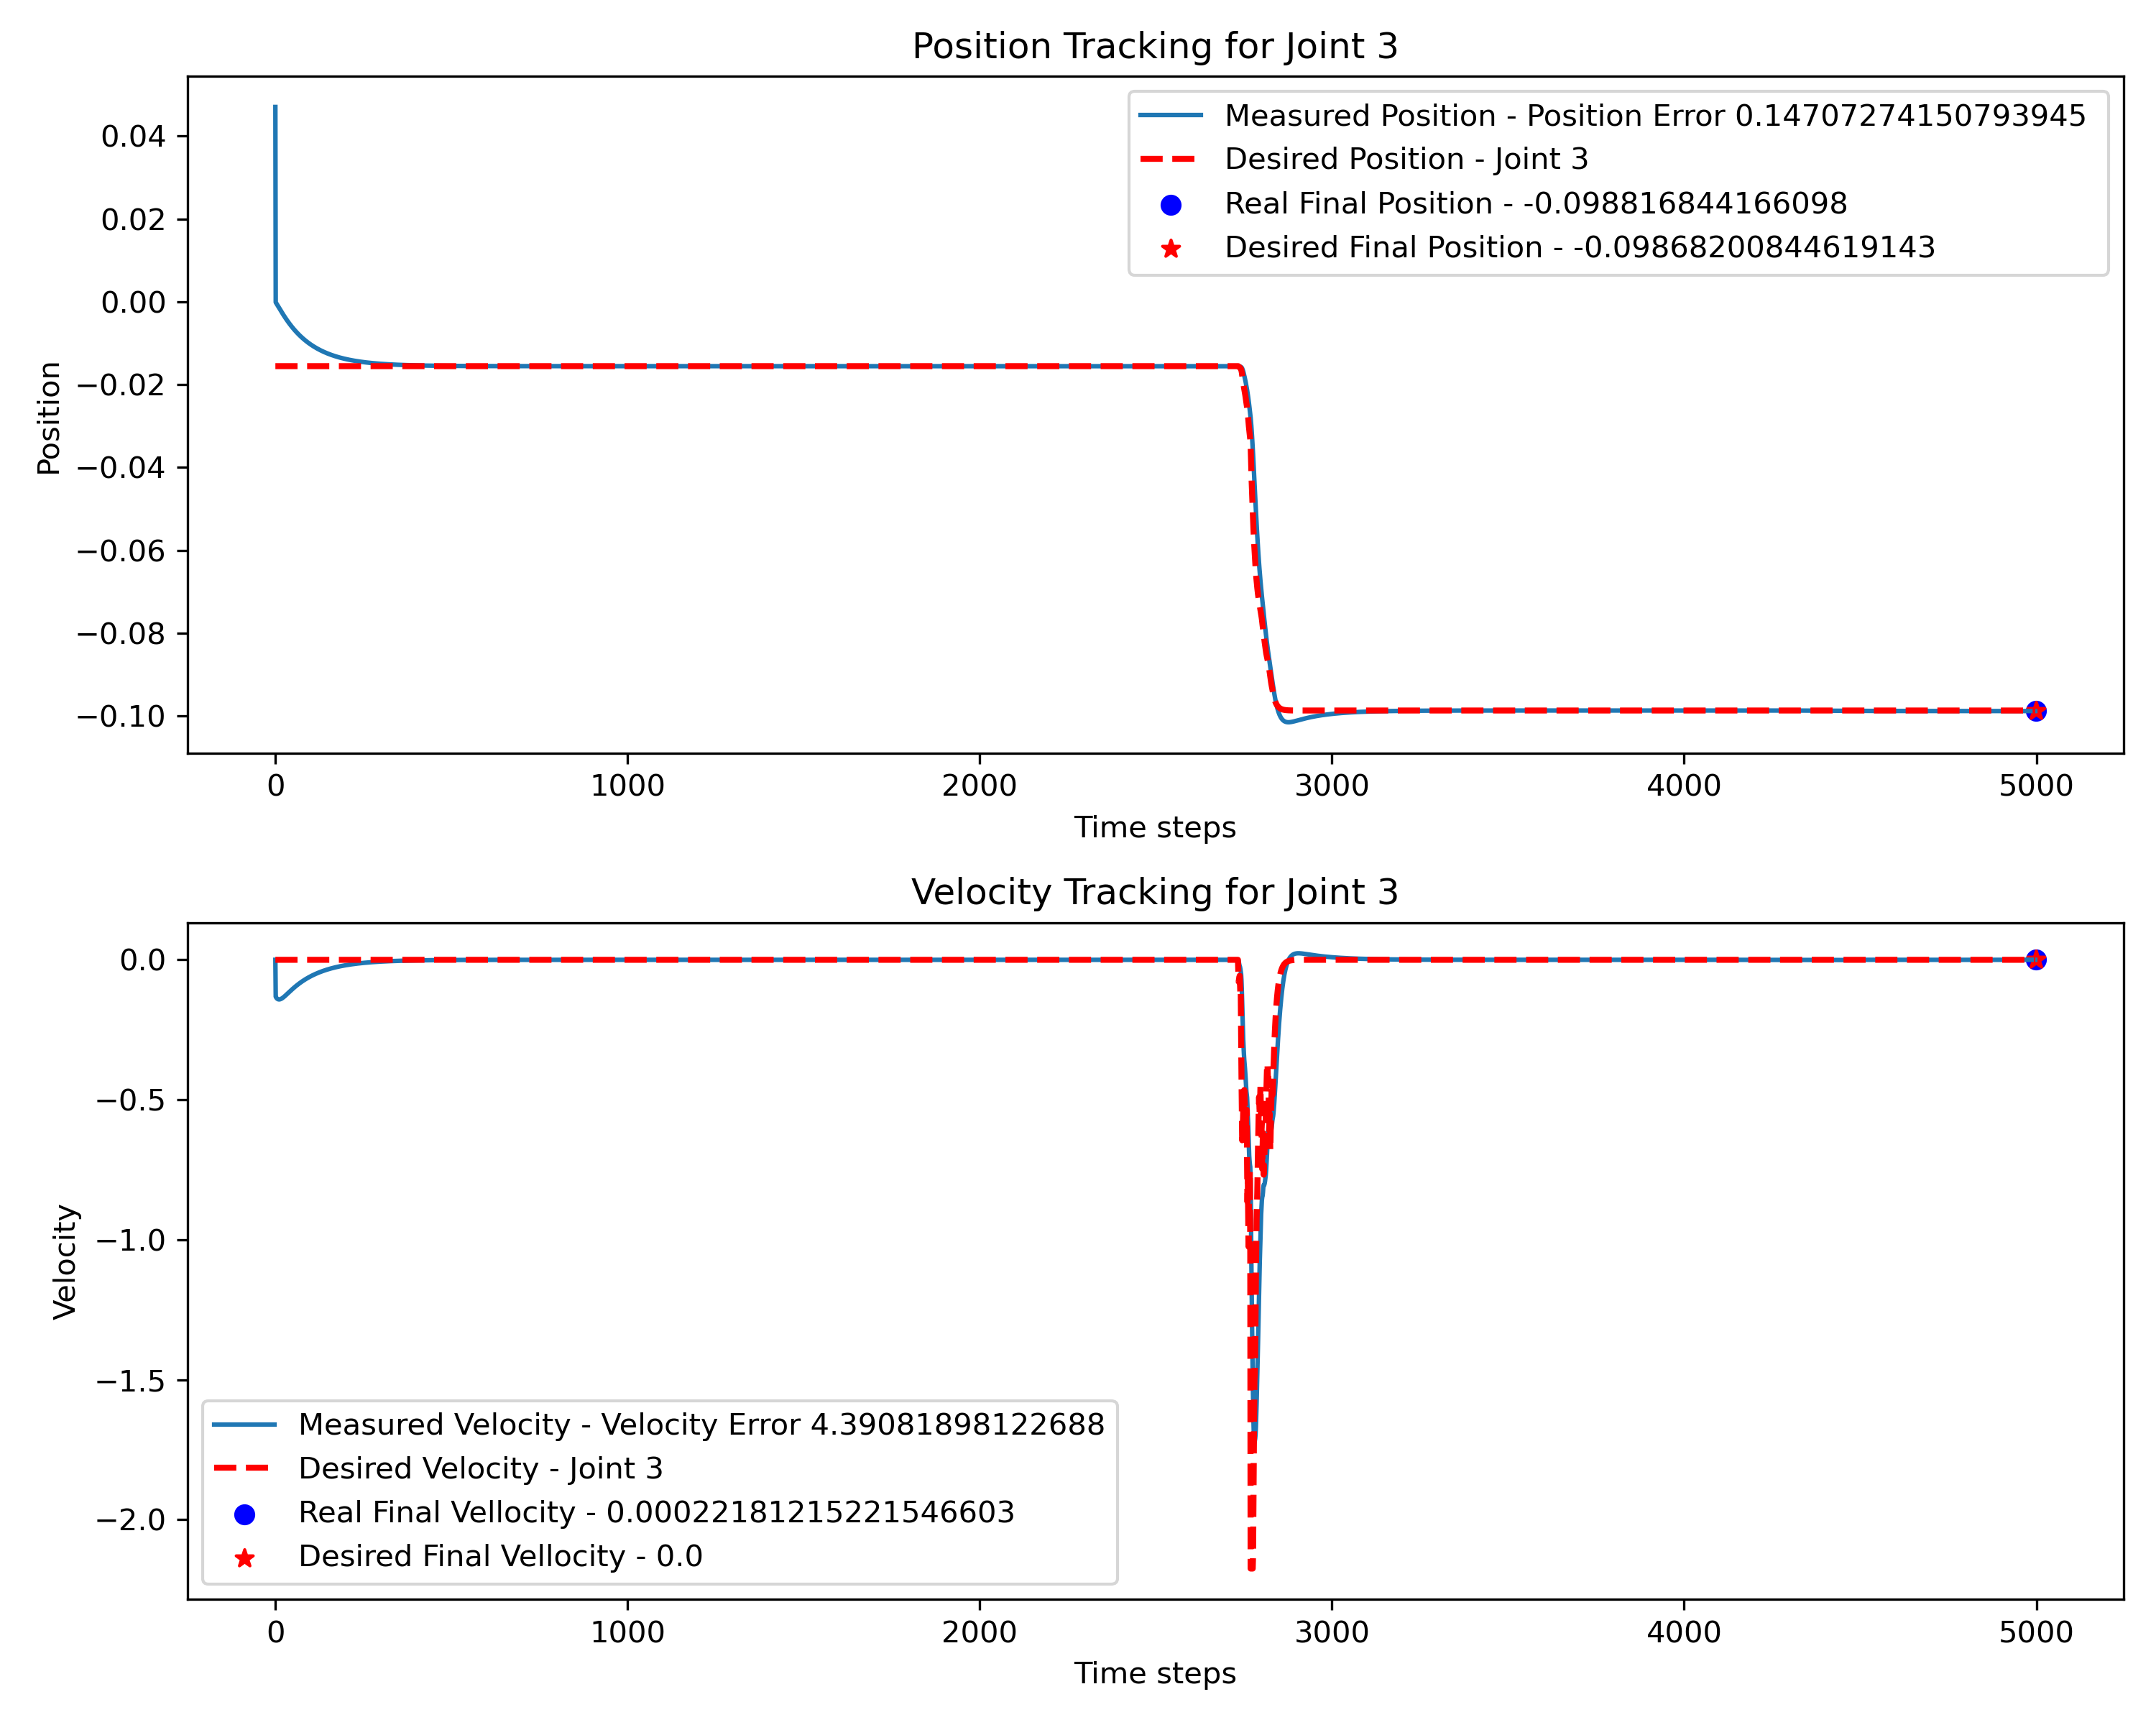 Position Tracking for Joint 3
Measured Position - Position Error 0.14707274150793945
Desired Position - Joint 3
Real Final Position - -0.098816844166098
Desired Final Position - -0.09868200844619143
0.04
0.02
0.00
−0.02
−0.04
−0.06
−0.08
−0.10
Position
0 1000 2000 3000 4000 5000
Time steps
Velocity Tracking for Joint 3
0.0
−0.5
−1.0
−1.5
−2.0
Velocity
Measured Velocity - Velocity Error 4.39081898122688
Desired Velocity - Joint 3
Real Final Vellocity - 0.00022181215221546603
Desired Final Vellocity - 0.0
0 1000 2000 3000 4000 5000
Time steps